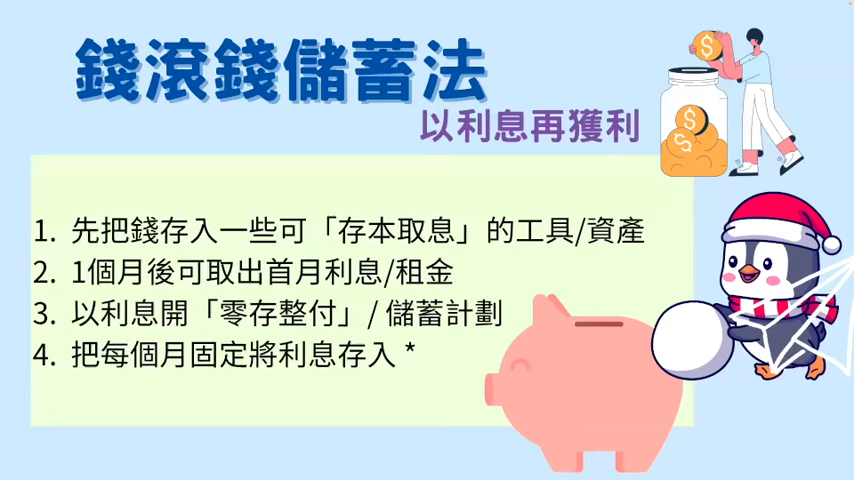 錢滾錢儲蓄法
以利息再獲利
1. 先把錢存入一些可「存本取息」的工具/資產
2. 1個月後可取出首月利息/租金
3. 以利息開「零存整付」/ 儲蓄計劃
4. 把每個月固定將利息存入 *